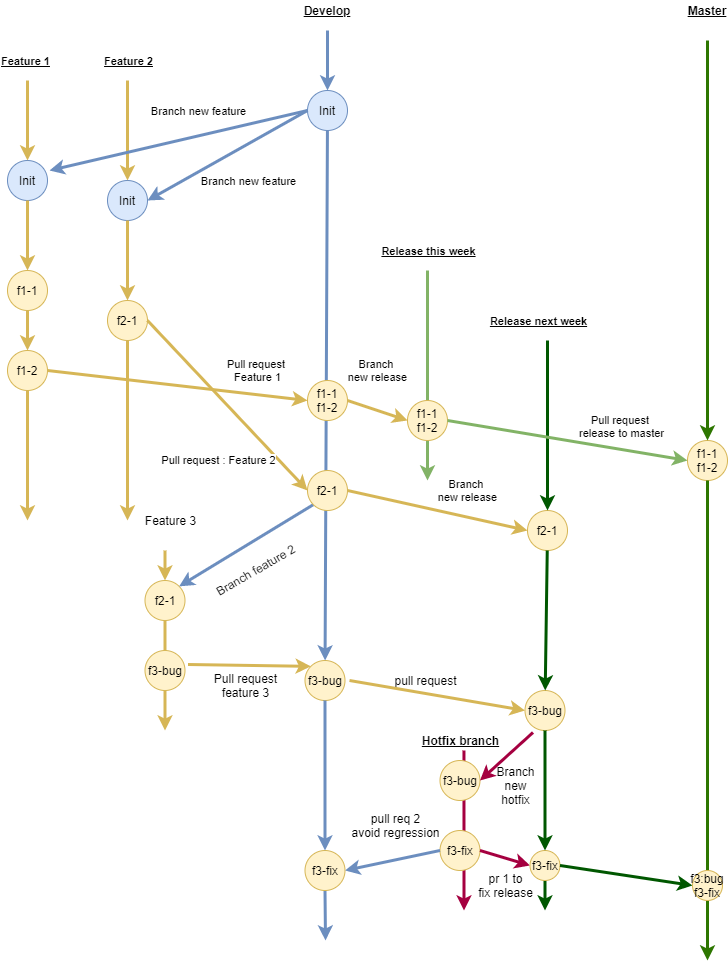 Develop
Master
Feature 1
Feature 2
Init
Branch new feature
Init
Branch new feature
Init
Release this week
f1-1
f2-1
Release next week
f1-2
Pull request
Feature 1
f1-1
f1-2
Branch
new release
f1-1
f1-2
Pull request
release to master
f1-1
f1-2
Pull request : Feature 2
f2-1
Branch
new release
f2-1
Feature 3
Branch feature 2
f2-1
f3-bug
Pull request
feature 3
f3-bug
pull request
f3-bug
Hotfix branch
f3-bug
Branch
new
hotfix
pull req 2
avoid regression
f3-fix
f3-fix
pr 1 to
fix release
f3-fix
f3:bug
f3-fix